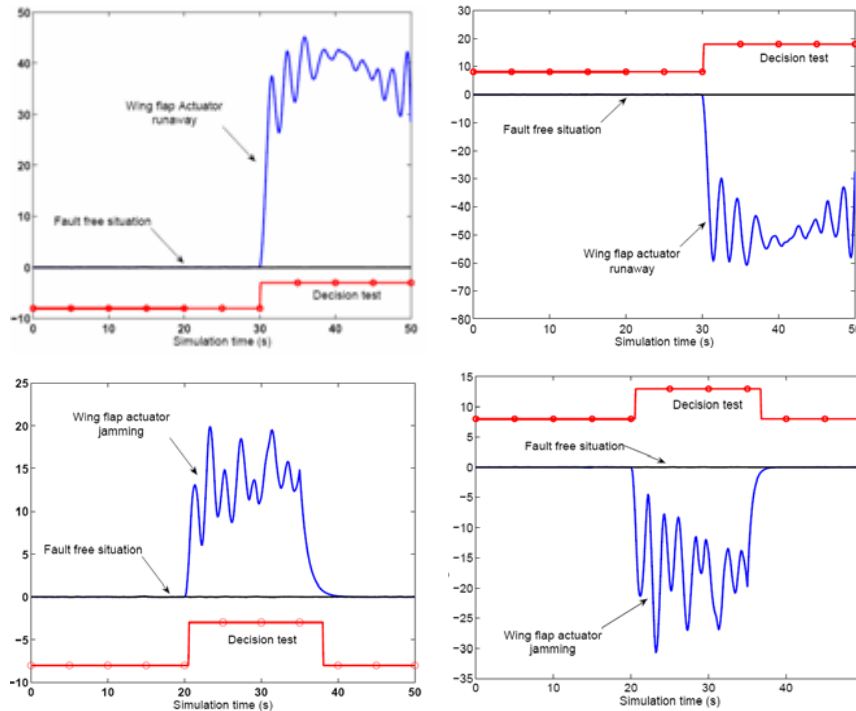 50
40
30
20
10
0
−10
Wing flap Actuator
runaway
Fault free situation
Decision test
0 10 20 30 40 50
Simulation time (s)
30
20
10
0
−10
−20
−30
−40
−50
−60
−70
−80
Decision test
Fault free situation
Wing flap actuator
runaway
0 10 20 30 40 50
Simulation time (s)
25
20
15
10
5
0
−5
−10
Wing flap actuator
jamming
Fault free situation
Decision test
0 10 20 30 40 50
Simulation time (s)
15
10
5
0
−5
−10
−15
−20
−25
−30
−35
Decision test
Fault free situation
Wing flap actuator
jamming
0 10 20 30 40 50
Simulation time (s)